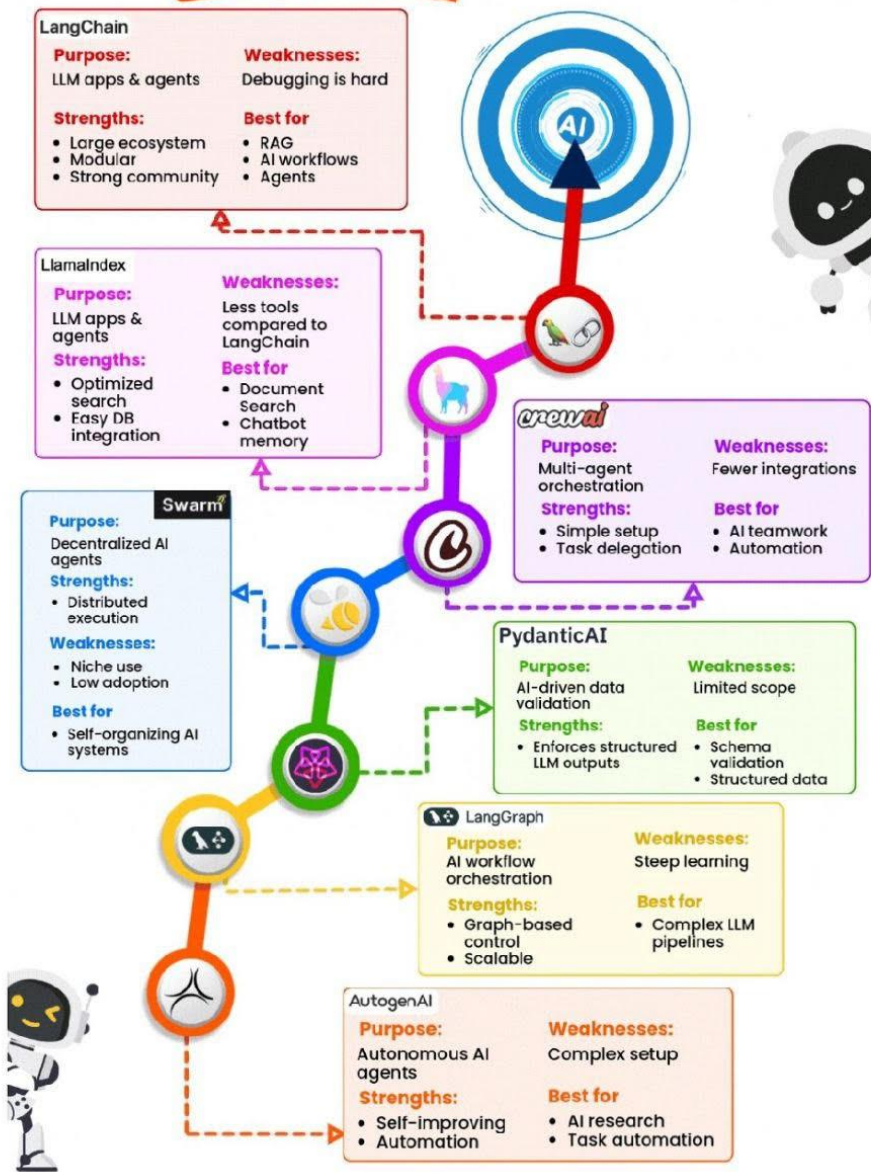 LangChain
Purpose:
LLM apps & agents
Weaknesses:
Debugging is hard
Strengths:
• Large ecosystem
• Modular
• Strong community
Best for
• RAG
• AI workflows
• Agents
AI
LlamaIndex
Purpose:
LLM apps &
agents
Weaknesses:
Less tools
compared to
LangChain
Strengths:
• Optimized
search
• Easy DB
integration
Best for
• Document
Search
• Chatbot
memory
crewai
Purpose:
Multi-agent
orchestration
Weaknesses:
Fewer integrations
Strengths:
• Simple setup
• Task delegation
Best for
• AI teamwork
• Automation
Swarm
Purpose:
Decentralized AI
agents
Strengths:
• Distributed
execution
Weaknesses:
• Niche use
• Low adoption
Best for
• Self-organizing AI
systems
PydanticAI
Purpose:
AI-driven data
validation
Weaknesses:
Limited scope
Strengths:
• Enforces structured
LLM outputs
Best for
• Schema
validation
• Structured data
LangGraph
Purpose:
AI workflow
orchestration
Weaknesses:
Steep learning
Strengths:
• Graph-based
control
• Scalable
Best for
• Complex LLM
pipelines
AutogenAI
Purpose:
Autonomous AI
agents
Weaknesses:
Complex setup
Strengths:
• Self-improving
• Automation
Best for
• AI research
• Task automation